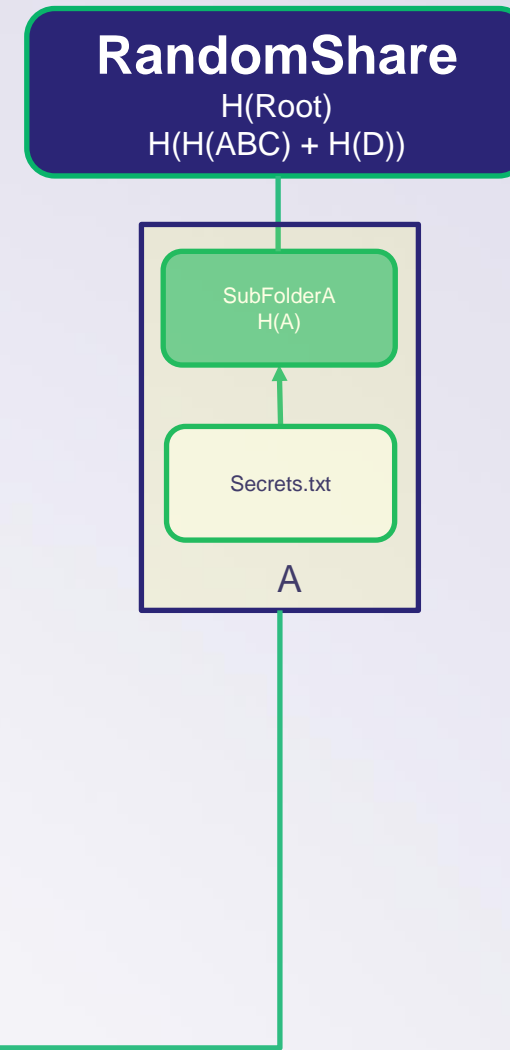 RandomShare
H(Root)
H(H(ABC) + H(D))
SubFolderA
H(A)
Secrets.txt
A